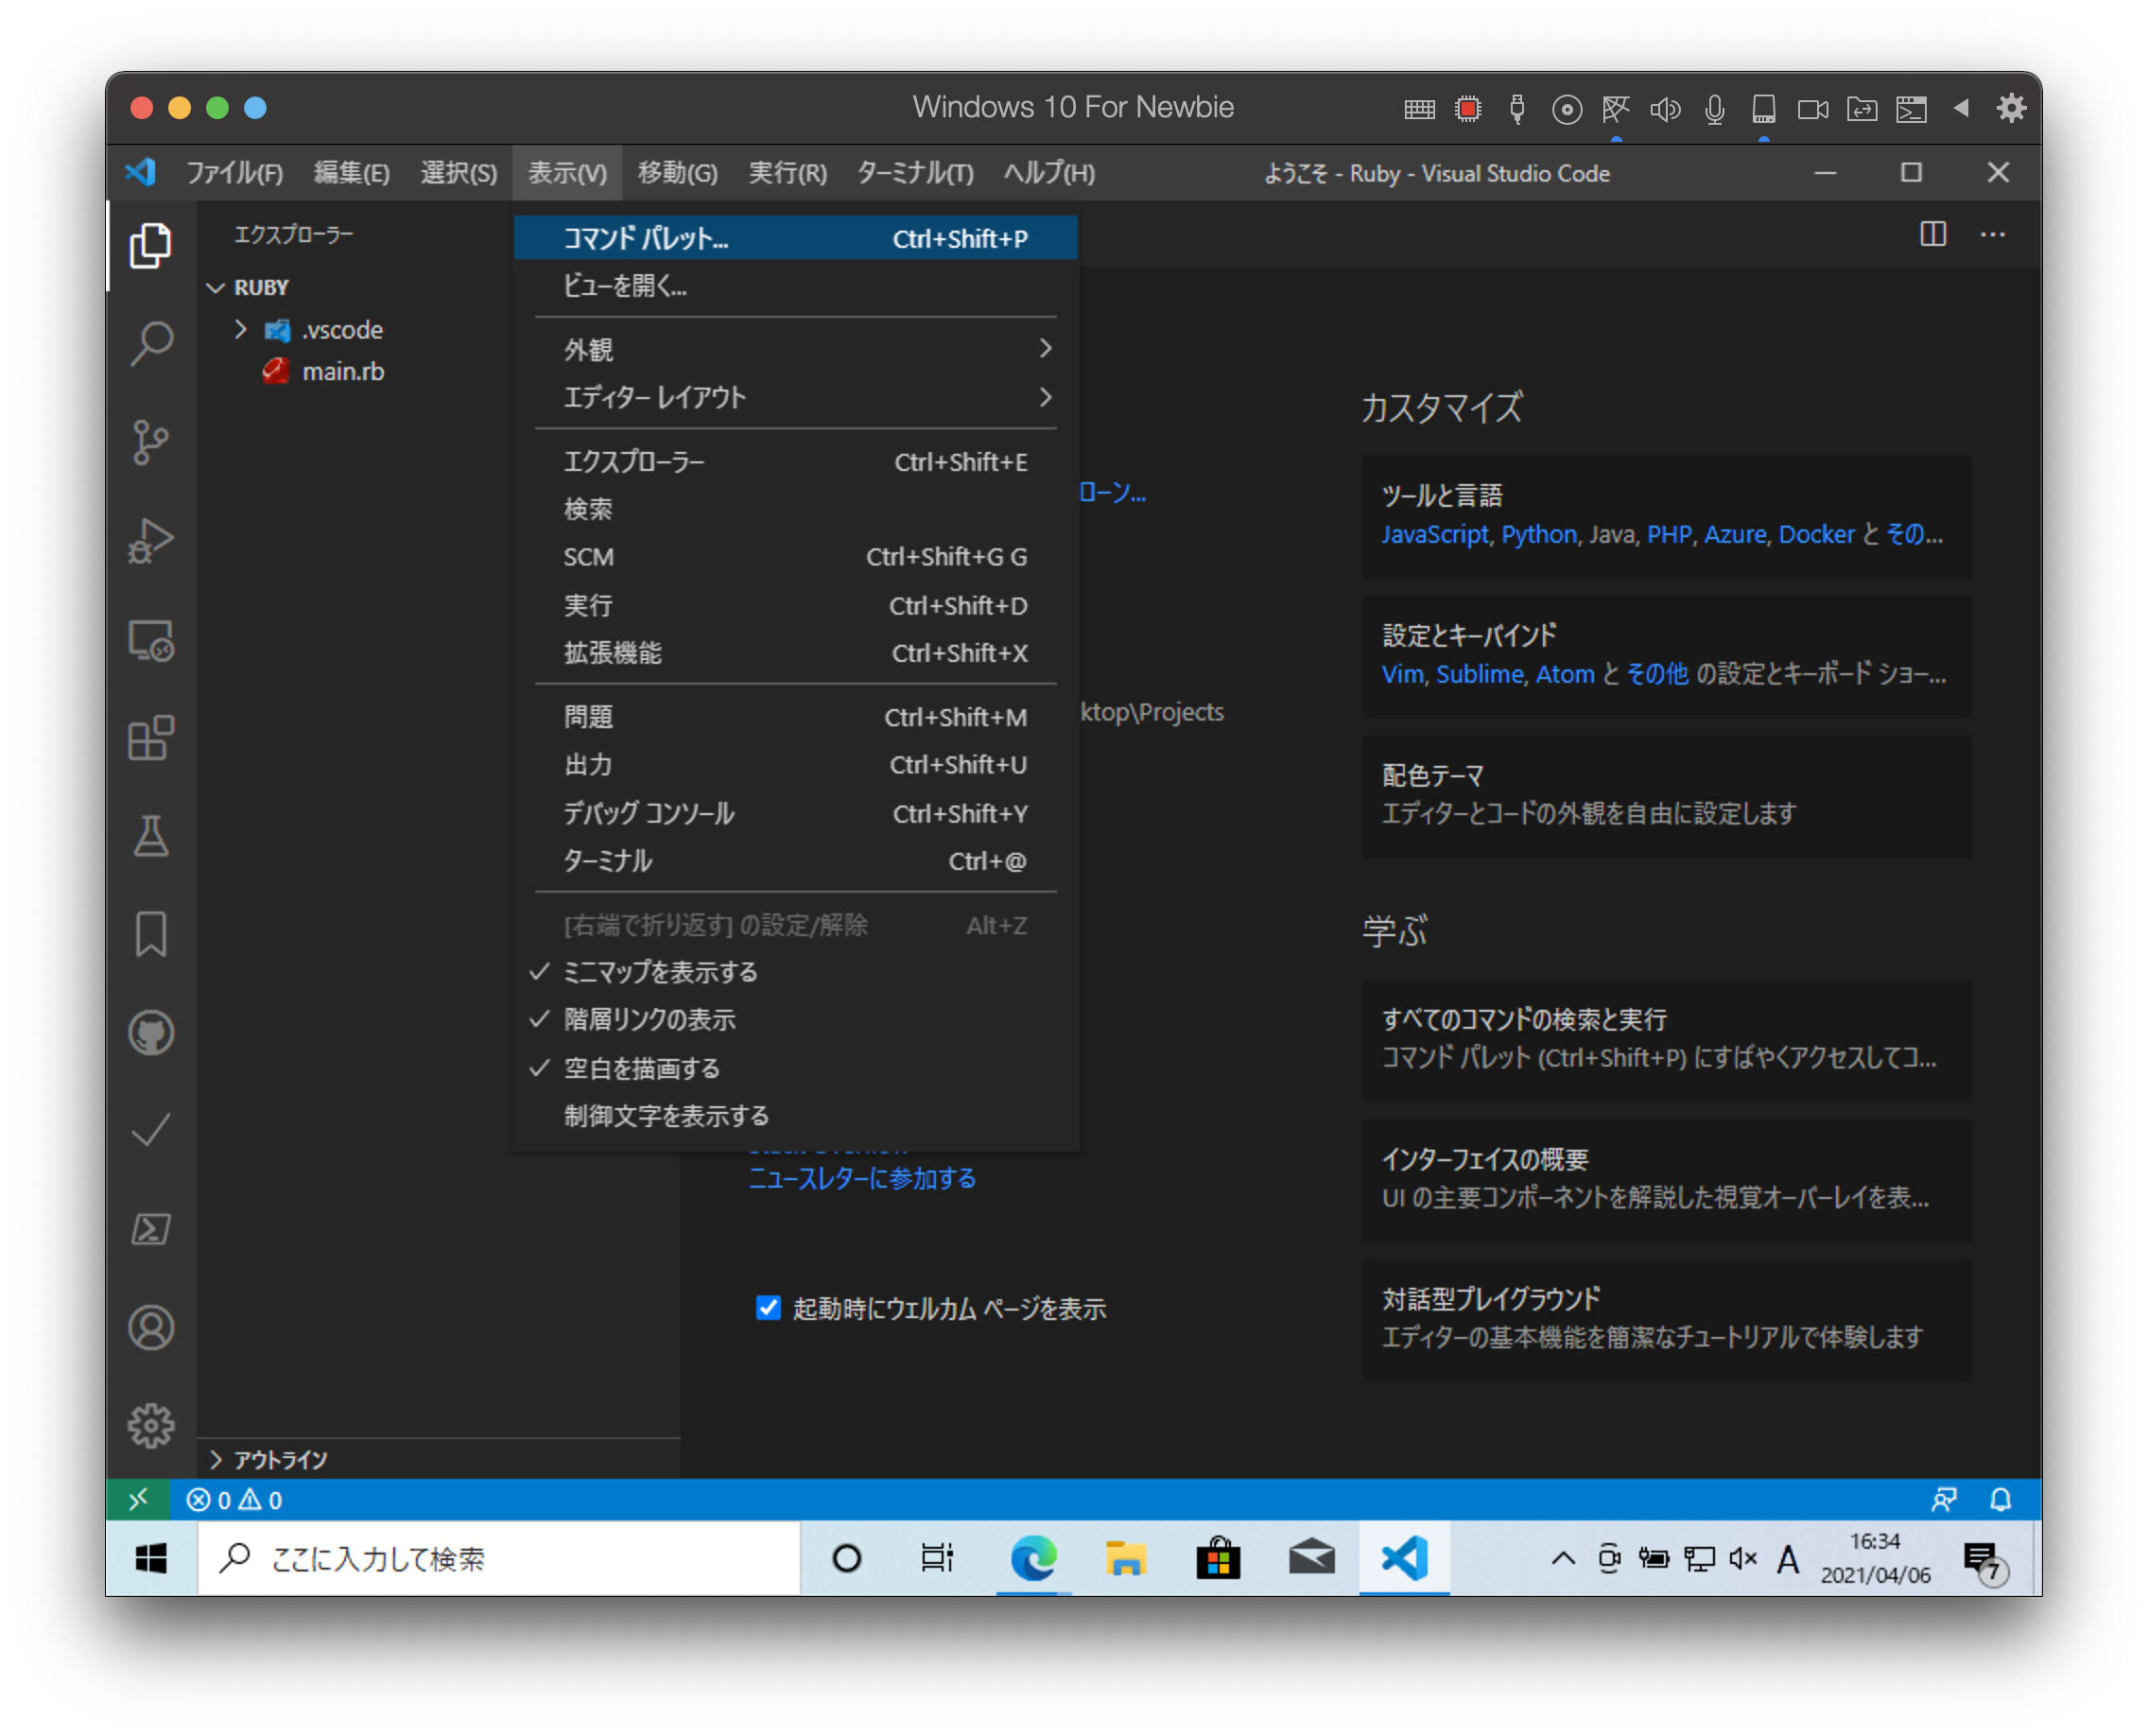 Windows 10 For Newbie
ファイル(F) 編集(E) 選択(S) 表示(V) 移動(G) 実行(R) ターミナル(T) ヘルプ(H) ようこそ - Ruby - Visual Studio Code
エクスプローラー
RUBY
.vscode
main.rb
コマンド パレット... Ctrl+Shift+P
ビューを開く...
外観
エディター レイアウト
エクスプローラー Ctrl+Shift+E
検索
SCM Ctrl+Shift+G G
実行 Ctrl+Shift+D
拡張機能 Ctrl+Shift+X
問題 Ctrl+Shift+M
出力 Ctrl+Shift+U
デバッグ コンソール Ctrl+Shift+Y
ターミナル Ctrl+@
[右端で折り返す] の設定/解除 Alt+Z
ミニマップを表示する
階層リンクの表示
空白を描画する
制御文字を表示する
ローン...
ktop\Projects
ニュースレターに参加する
起動時にウェルカム ページを表示
カスタマイズ
ツールと言語
JavaScript, Python, Java, PHP, Azure, Docker と その...
設定とキーバインド
Vim, Sublime, Atom と その他 の設定とキーボード ショー...
配色テーマ
エディターとコードの外観を自由に設定します
学ぶ
すべてのコマンドの検索と実行
コマンド パレット (Ctrl+Shift+P) にすばやくアクセスしてコ...
インターフェイスの概要
UI の主要コンポーネントを解説した視覚オーバーレイを表...
対話型プレイグラウンド
エディターの基本機能を簡潔なチュートリアルで体験します
アウトライン
0 0
ここに入力して検索
A
16:34
2021/04/06
7